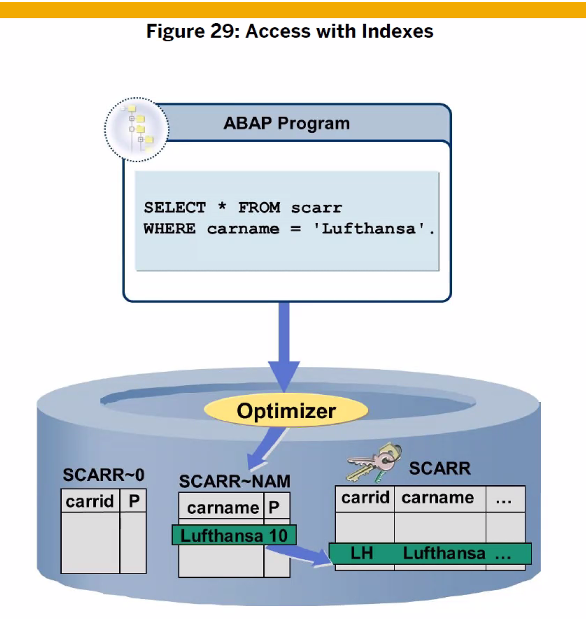 Figure 29: Access with Indexes
ABAP Program
SELECT * FROM scarr
WHERE carname = 'Lufthansa'.
Optimizer
SCARR~0
carrid P
SCARR~NAM
carname P
Lufthansa 10
SCARR
carrid carname ...
LH Lufthansa ...